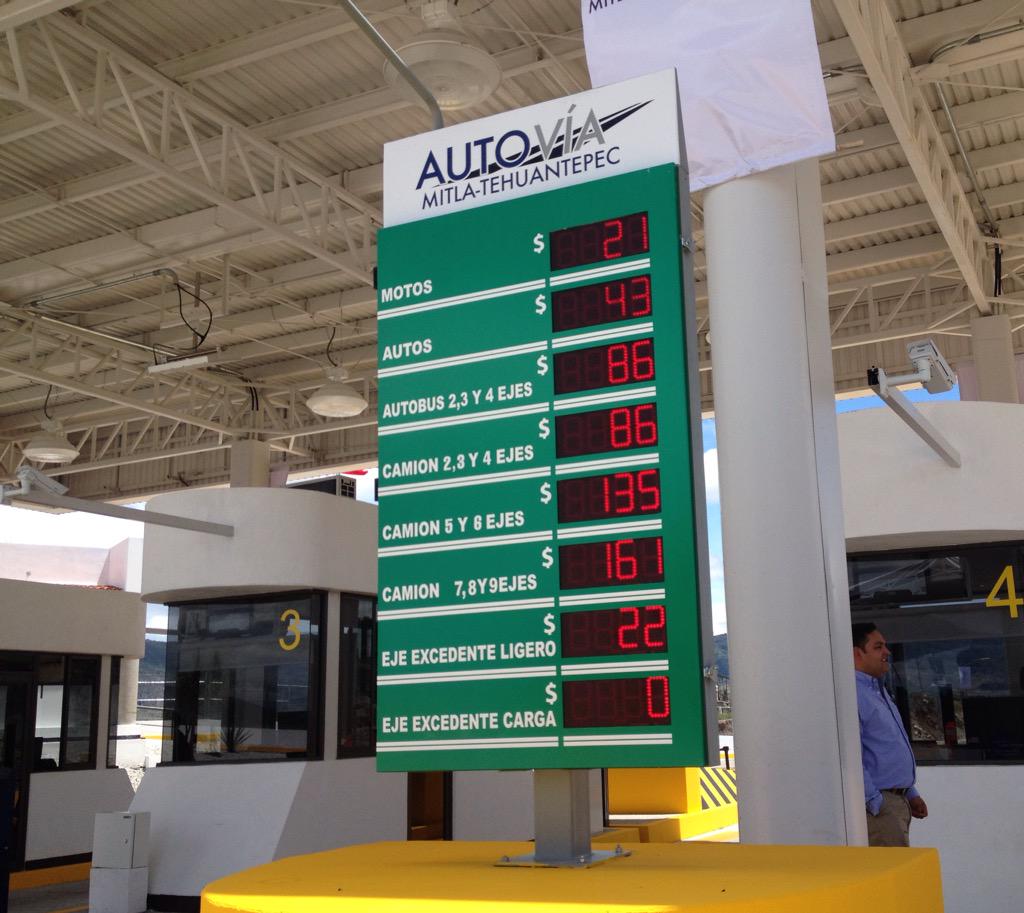 AUTOVÍA
MITLA-TEHUANTEPEC
MOTOS $ 21
AUTOS $ 43
AUTOBUS 2,3 Y 4 EJES $ 86
CAMION 2,3 Y 4 EJES $ 86
CAMION 5 Y 6 EJES $ 135
CAMION 7,8Y9EJES $ 161
EJE EXCEDENTE LIGERO $ 22
EJE EXCEDENTE CARGA $ 0
3
4